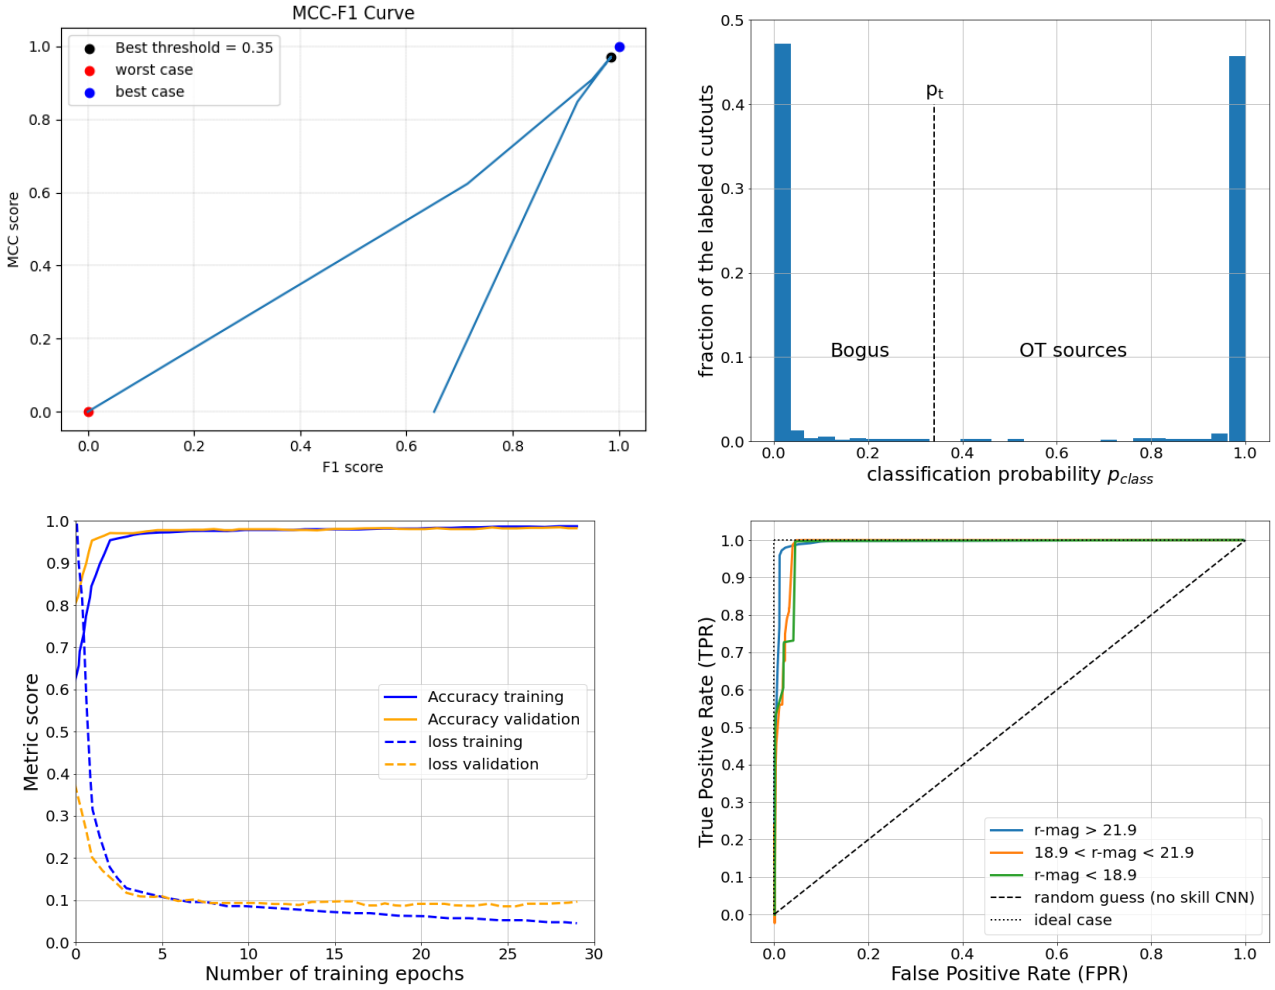 MCC-F1 Curve
Best threshold = 0.35
worst case
best case
1.0
0.8
0.6
0.4
0.2
0.0
MCC score
0.0 0.2 0.4 0.6 0.8 1.0
F1 score
0.5
0.4
0.3
0.2
0.1
0.0
fraction of the labeled cutouts
pt
Bogus
OT sources
0.0 0.2 0.4 0.6 0.8 1.0
classification probability pclass
1.0
0.9
0.8
0.7
0.6
0.5
0.4
0.3
0.2
0.1
0.0
Metric score
Accuracy training
Accuracy validation
loss training
loss validation
0 5 10 15 20 25 30
Number of training epochs
1.0
0.9
0.8
0.7
0.6
0.5
0.4
0.3
0.2
0.1
0.0
True Positive Rate (TPR)
r-mag > 21.9
18.9 < r-mag < 21.9
r-mag < 18.9
random guess (no skill CNN)
ideal case
0.0 0.2 0.4 0.6 0.8 1.0
False Positive Rate (FPR)